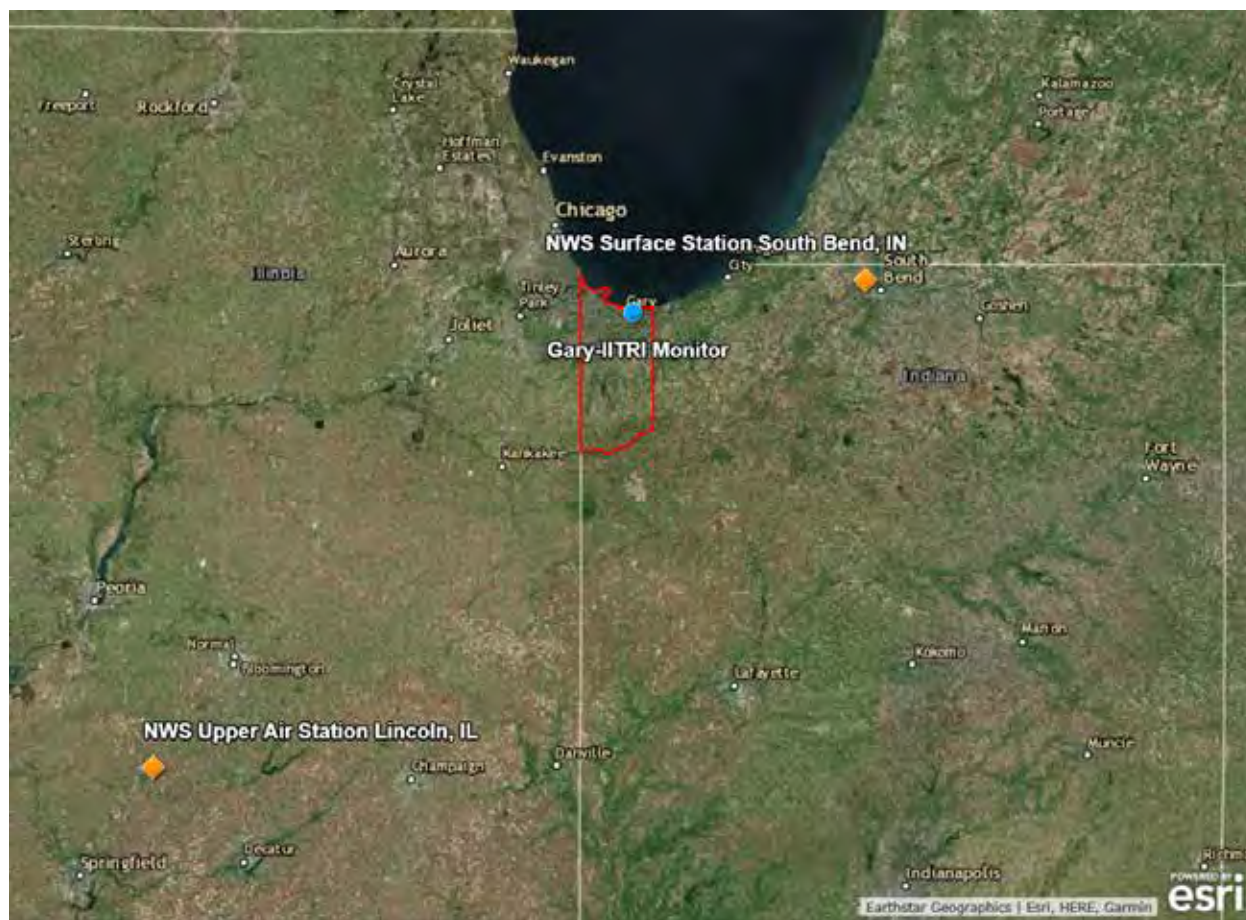 Waukegan
Kalamazoo
Portage
Crystal
Lake
Freeport
Rockford
Hoffman
Estates
Evanston
Chicago
NWS Surface Station South Bend, IN
Sterling
Aurora
Illinois
City
South
Bend
Tinley
Park
Gary
Goshen
Joliet
Gary-IITRI Monitor
Indiana
Kankakee
Fort
Wayne
Peoria
Normal
Bloomington
Marion
Kokomo
Lafayette
NWS Upper Air Station Lincoln, IL
Danville
Champaign
Muncie
Springfield
Decatur
Indianapolis
POWERED BY
esri
Earthstar Geographics | Esri, HERE, Garmin